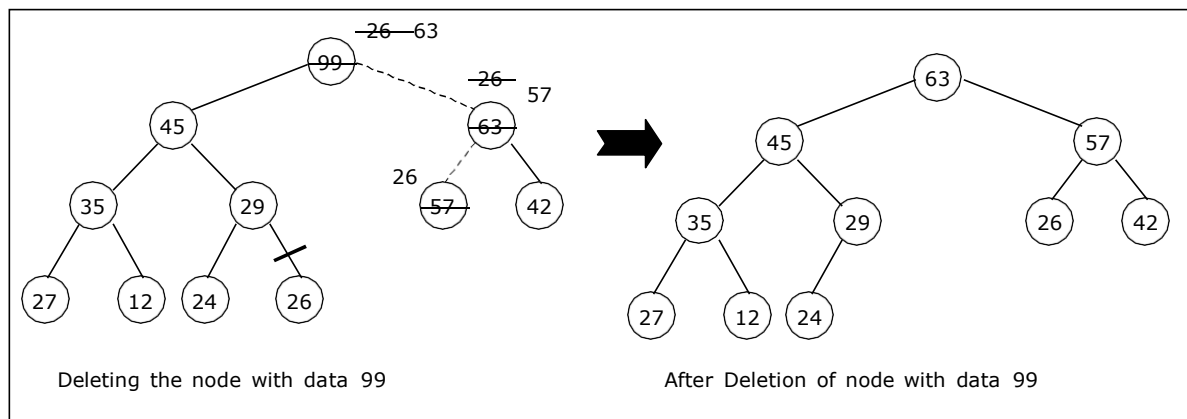 26 63
99
26
57
45 63
26
35 29 57 42
27 12 24 26
Deleting the node with data 99
63
45 57
35 29 26 42
27 12 24
After Deletion of node with data 99